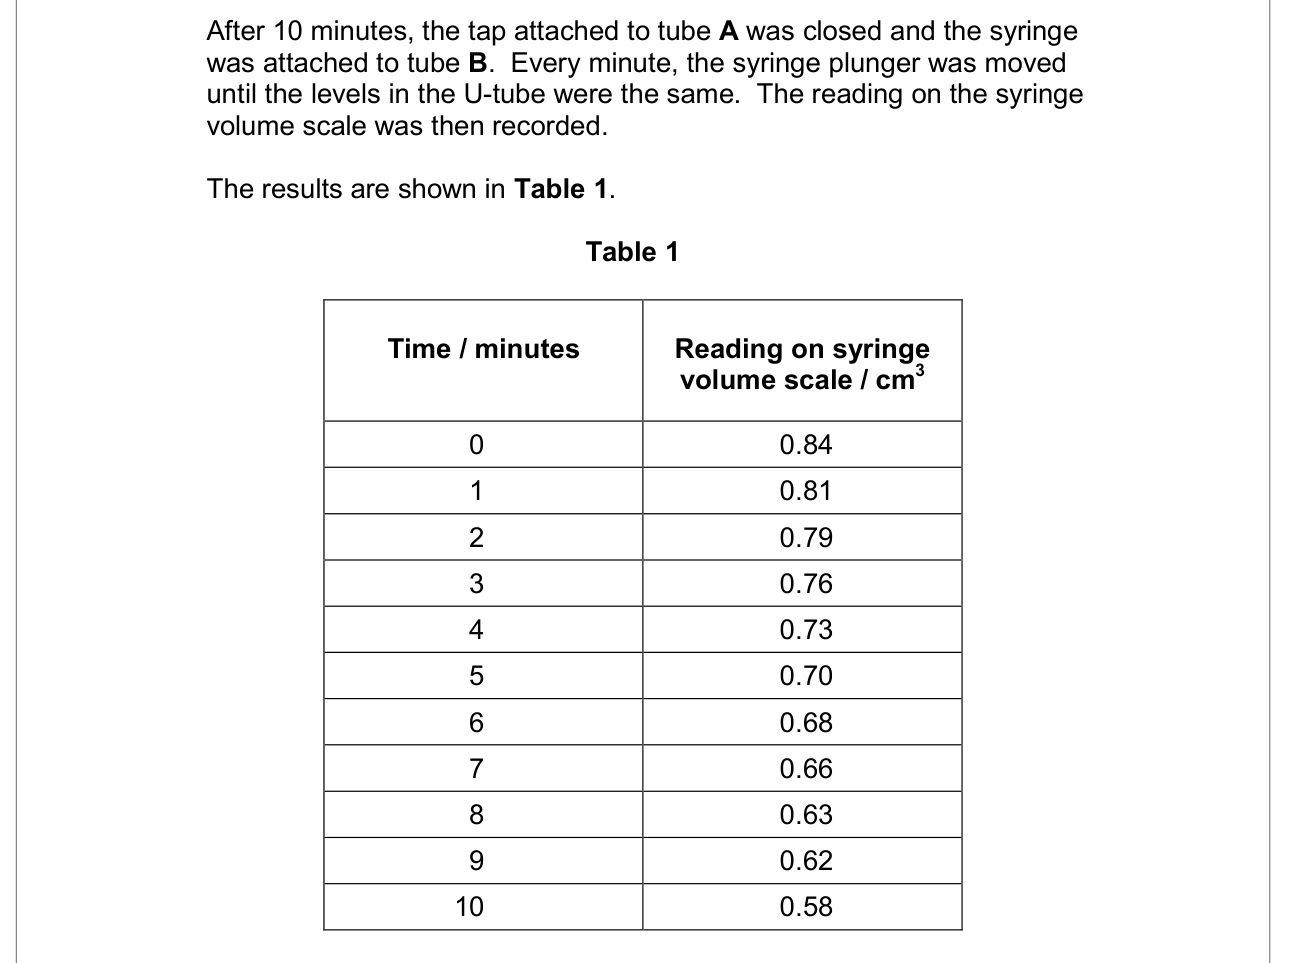 After 10 minutes, the tap attached to tube A was closed and the syringe
was attached to tube B.  Every minute, the syringe plunger was moved
until the levels in the U-tube were the same.  The reading on the syringe
volume scale was then recorded.
The results are shown in Table 1.
Table 1
Time / minutes Reading on syringe
volume scale / cm³
0 0.84
1 0.81
2 0.79
3 0.76
4 0.73
5 0.70
6 0.68
7 0.66
8 0.63
9 0.62
10 0.58